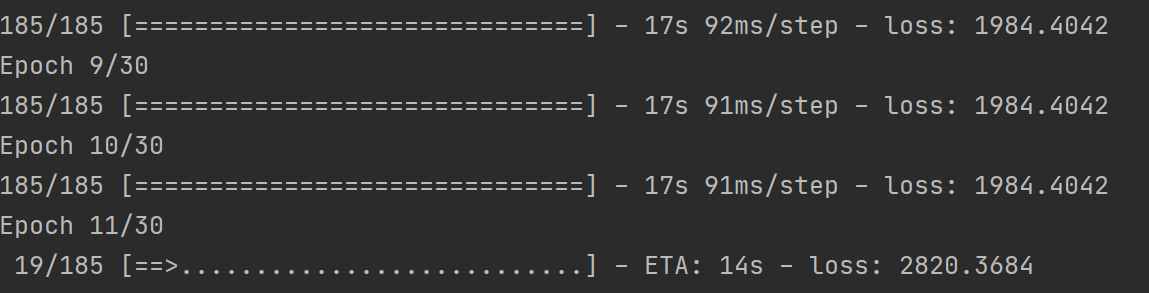 185/185 [==============================] - 17s 92ms/step - loss: 1984.4042
Epoch 9/30
185/185 [==============================] - 17s 91ms/step - loss: 1984.4042
Epoch 10/30
185/185 [==============================] - 17s 91ms/step - loss: 1984.4042
Epoch 11/30
 19/185 [==>...........................] - ETA: 14s - loss: 2820.3684